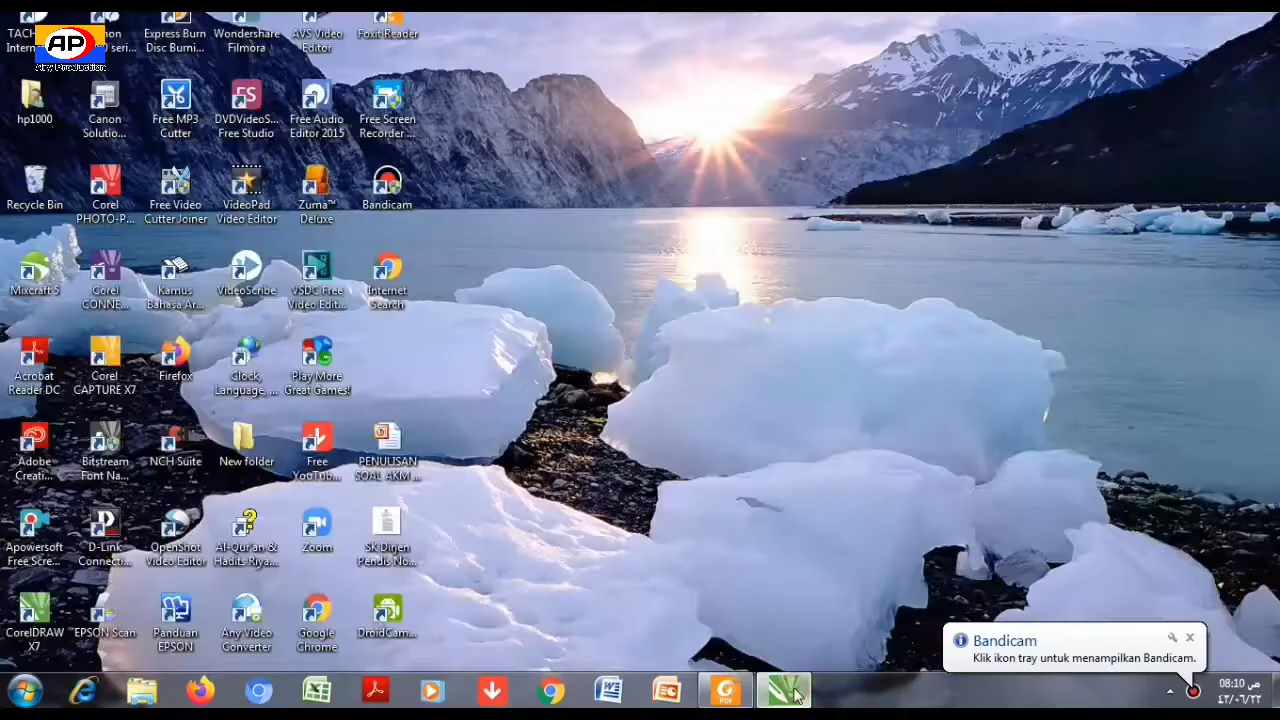 Express Burn
Wondershare
AVS Video
Foxit Reader
Disc Burni...
Filmora
Editor
AP
hp1000
Canon
Solutio...
Free MP3
Cutter
FS
DVDVideoS...
Free Studio
Free Audio
Editor 2015
Free Screen
Recorder ...
Recycle Bin
Corel
PHOTO-P...
Free Video
Cutter Joiner
VideoPad
Video Editor
Zuma™
Deluxe
Bandicam
Mixcraft 5
Corel
CONNE...
Kamus
Bahasa Ar...
VideoScribe
VSDC Free
Video Edit...
Internet
Search
Acrobat
Reader DC
Corel
CAPTURE X7
Firefox
Clock,
Language, ...
Play More
Great Games!
Adobe
Creati...
Bitstream
Font Na...
NCH Suite
New folder
Free
YouTub...
PENULISAN
SOAL AKM ...
Apowersoft
Free Scre...
D-Link
Connecti...
OpenShot
Video Editor
Al-Qur'an &
Hadits Riya...
Zoom
SK Dirjen
Pendis No...
CorelDRAW
X7
EPSON Scan
Panduan
EPSON
Any Video
Converter
Google
Chrome
DroidCam...
Bandicam
Klik ikon tray untuk menampilkan Bandicam.
PDF
08:10 ص
٤٣/٠٦/٢٣